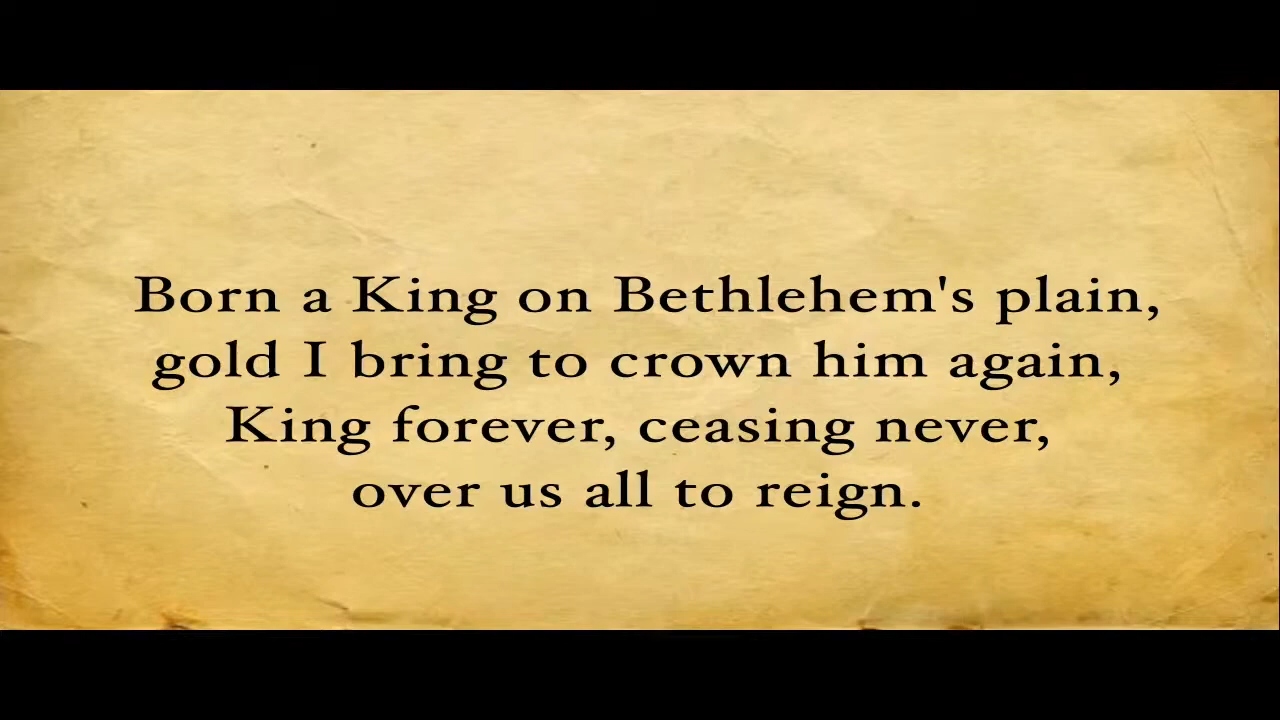 Born a King on Bethlehem's plain,
gold I bring to crown him again,
King forever, ceasing never,
over us all to reign.